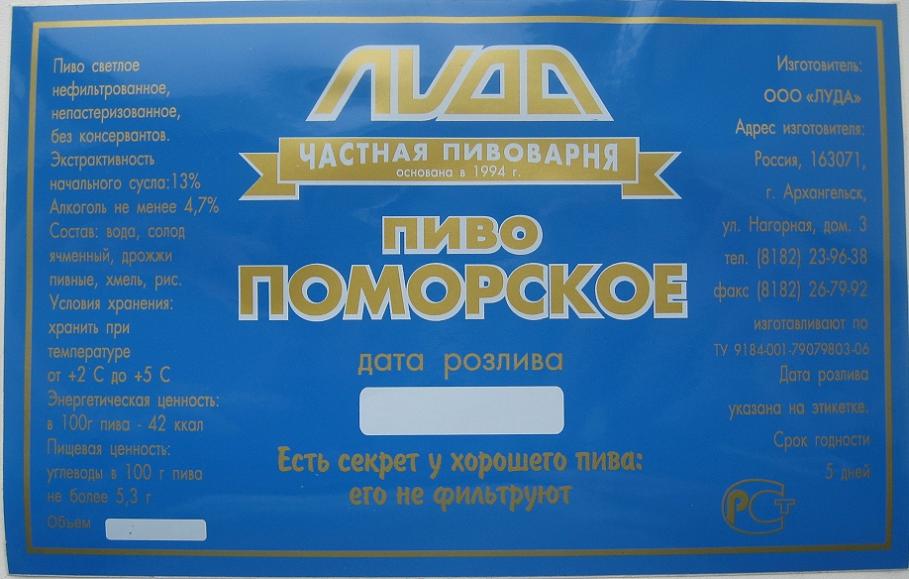 Пиво светлое
нефильтрованное,
непастеризованное,
без консервантов.
Экстрактивность
начального сусла:13%
Алкоголь не менее 4,7%
Состав: вода, солод
ячменный, дрожжи
пивные, хмель, рис.
Условия хранения:
хранить при
температуре
от +2 С до +5 С
Энергетическая ценность:
в 100г пива - 42 ккал
Пищевая ценность:
углеводы в 100 г пива
не более 5,3 г
Объём
ЛУДА
ЧАСТНАЯ ПИВОВАРНЯ
основана в 1994 г.
ПИВО
ПОМОРСКОЕ
дата розлива
Есть секрет у хорошего пива:
его не фильтруют
Изготовитель:
ООО «ЛУДА»
Адрес изготовителя:
Россия, 163071,
г. Архангельск,
ул. Нагорная, дом. 3
тел. (8182) 23-96-38
факс (8182) 26-79-92
изготавливают по
ТУ 9184-001-79079803-06
Дата розлива
указана на этикетке.
Срок годности
5 дней
РСТ